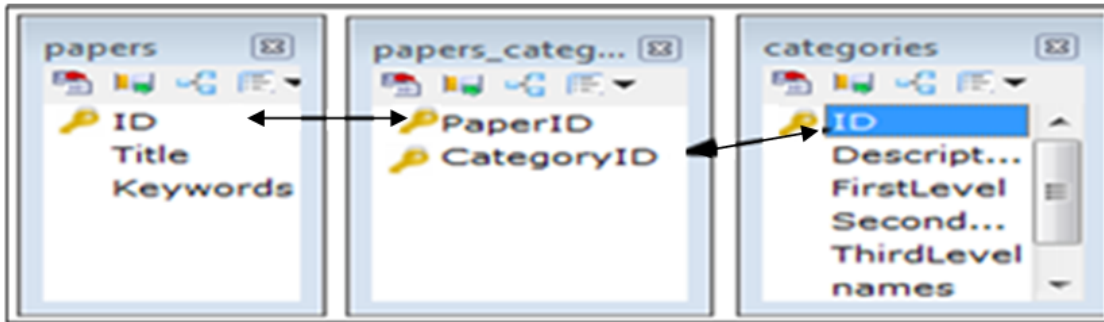 papers
ID
Title
Keywords
papers_categ...
PaperID
CategoryID
categories
ID
Descript...
FirstLevel
Second...
ThirdLevel
names